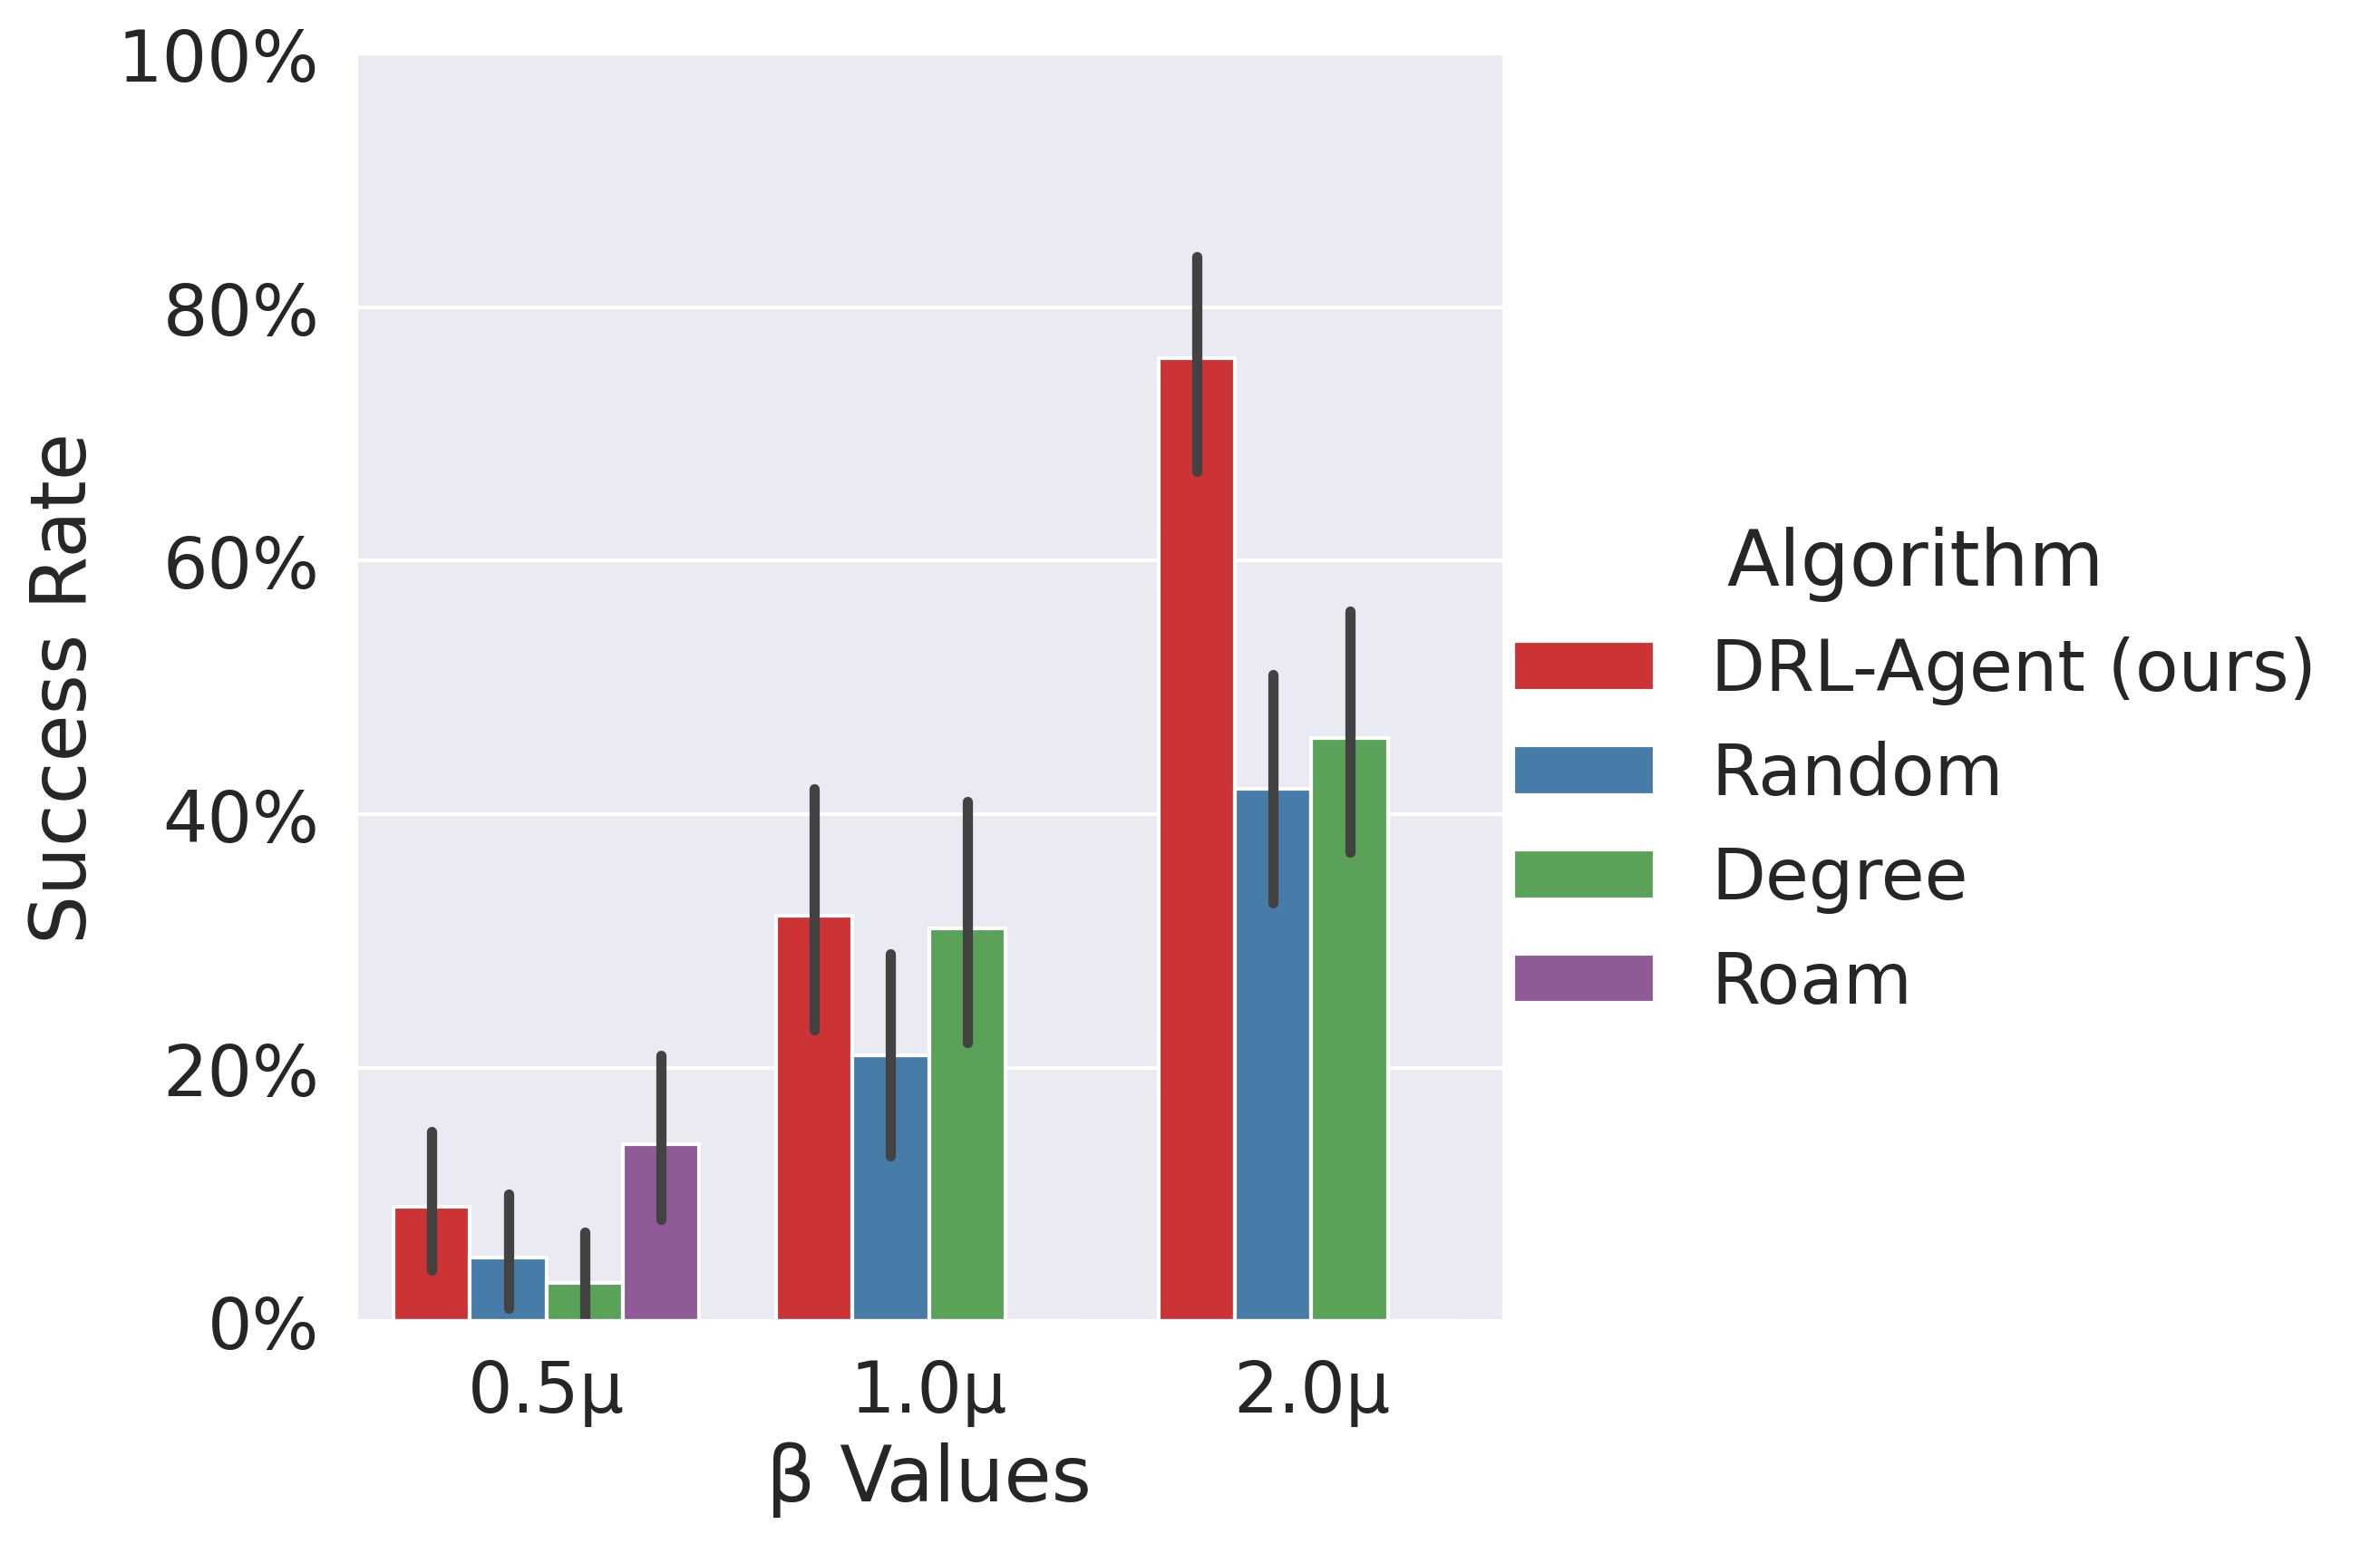 100%
80%
60%
40%
20%
0%
Success Rate
0.5µ
1.0µ
2.0µ
β Values
Algorithm
DRL-Agent (ours)
Random
Degree
Roam